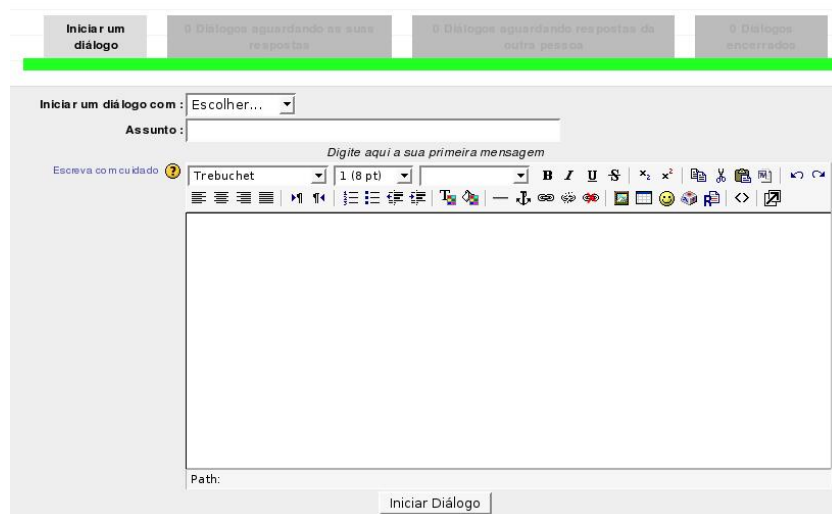 Iniciar um
diálogo
0 Diálogos aguardando as suas
respostas
0 Diálogos aguardando respostas da
outra pessoa
0 Diálogos
encerrados
Iniciar um diálogo com : Escolher...
Assunto :
Digite aqui a sua primeira mensagem
Escreva com cuidado ?
Trebuchet 1 (8 pt) B I U S x₂ x²
Path:
Iniciar Diálogo